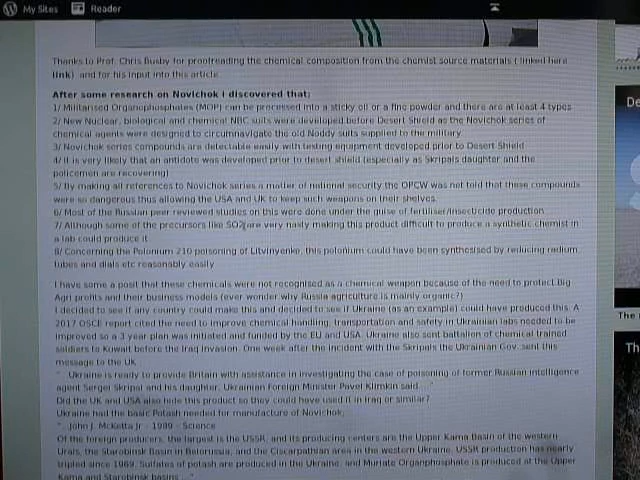 My Sites
Reader
Thanks to Prof. Chris Busby for proofreading the chemical composition from the chemist source materials ( linked here
link) and for his input into this article.
After some research on Novichok I discovered that;
1/ Militarised Organophosphates (MOP) can be processed into a sticky oil or a fine powder and there are at least 4 types
2/ New Nuclear, biological and chemical NBC suits were developed before Desert Shield as the Novichok series of
chemical agents were designed to circumnavigate the old Noddy suits supplied to the military.
3/ Novichok series compounds are detectable easily with testing equipment developed prior to Desert Shield
4/ It is very likely that an antidote was developed prior to desert shield (especially as Skripals daughter and the
policemen are recovering)
5/ By making all references to Novichok series a matter of national security the OPCW was not told that these compounds
were so dangerous thus allowing the USA and UK to keep such weapons on their shelves.
6/ Most of the Russian peer reviewed studies on this were done under the guise of fertiliser/insecticide production
7/ Although some of the precursors like SO2(are very nasty making this product difficult to produce a synthetic chemist in
a lab could produce it
8/ Concerning the Polonium 210 poisoning of Litvinyenko, this polonium could have been synthesised by reducing radium
tubes and dials etc reasonably easily
I have some a posit that these chemicals were not recognised as a chemical weapon because of the need to protect Big
Agri profits and their business models (ever wonder why Russia agriculture is mainly organic?)
I decided to see if any country could make this and decided to see if Ukraine (as an example) could have produced this. A
2017 OSCE report cited the need to improve chemical handling, transportation and safety in Ukrainian labs needed to be
improved so a 3 year plan was initiated and funded by the EU and USA. Ukraine also sent battalion of chemical trained
soldiers to Kuwait before the Iraq Invasion. One week after the incident with the Skripals the Ukrainian Gov. sent this
message to the UK
"...Ukraine is ready to provide Britain with assistance in investigating the case of poisoning of former Russian intelligence
agent Sergei Skripal and his daughter, Ukrainian Foreign Minister Pavel Klimkin said...."
Did the UK and USA also hide this product so they could have used it in Iraq or similar?
Ukraine had the basic Potash needed for manufacture of Novichok;
"...John J. McKetta Jr - 1989 - Science
Of the foreign producers, the largest is the USSR, and its producing centers are the Upper Kama Basin of the western
Urals, the Starobinsk Basin in Belorussia, and the Ciscarpathian area in the western Ukraine. USSR production has nearly
tripled since 1969. Sulfates of potash are produced in the Ukraine, and Muriate Organphosphate is produced at the Upper
Kama and Starobinsk basins ..."
De
The
Th